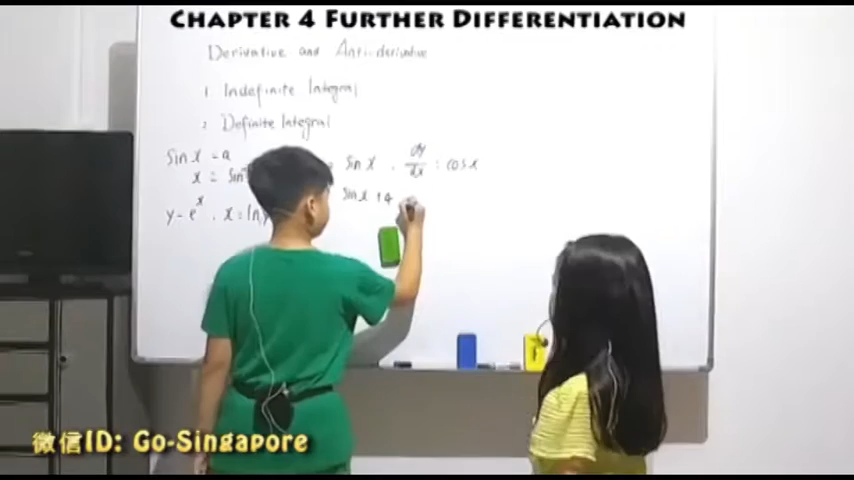 CHAPTER 4 FURTHER DIFFERENTIATION
Derivative and Anti-derivative
1 Indefinite Integral
2 Definite Integral
sin x = a
x = sin
sin x , dy/dx = cos x
sin x + 4
y = e^x , x = ln y
微信ID: Go-Singapore